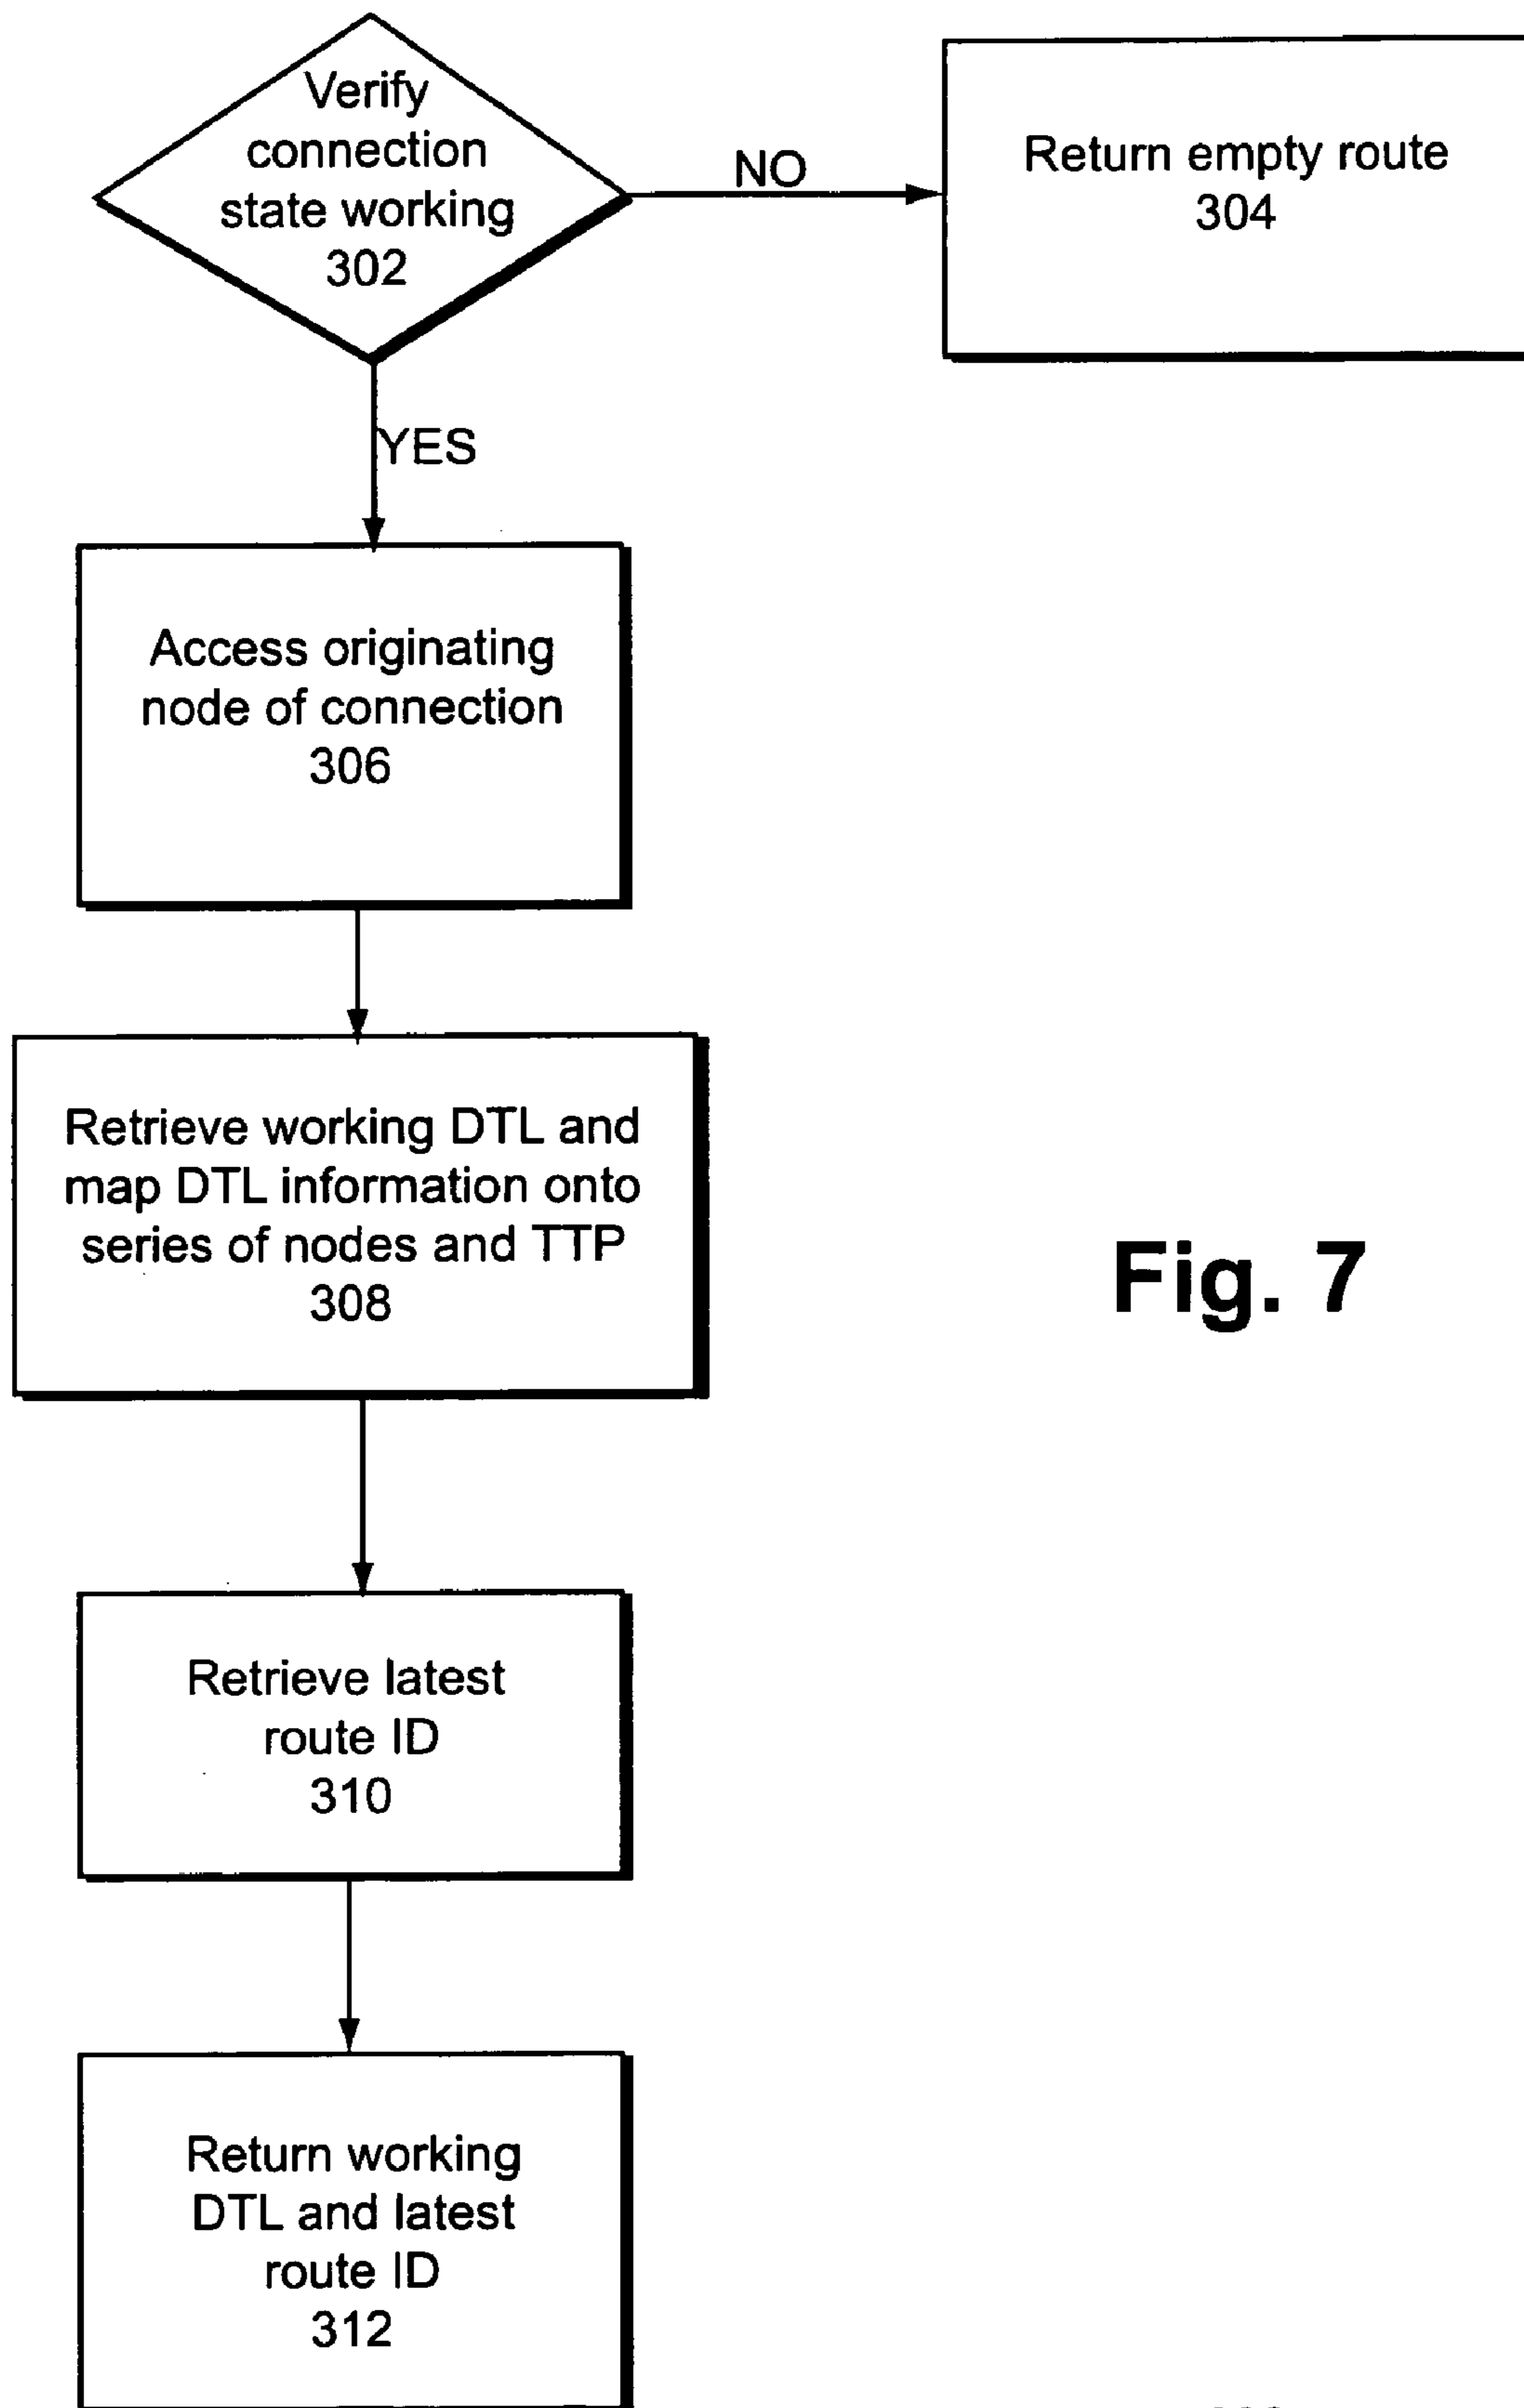 Verify
connection
state working
302
NO
Return empty route
304
YES
Access originating
node of connection
306
Retrieve working DTL and
map DTL information onto
series of nodes and TTP
308
Fig. 7
Retrieve latest
route ID
310
Return working
DTL and latest
route ID
312